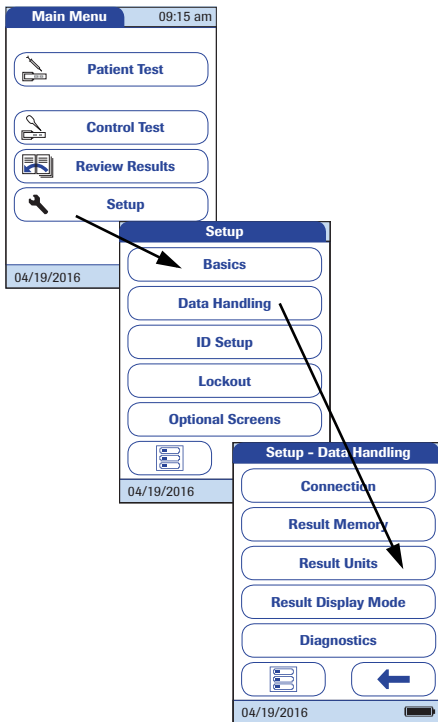 Main Menu
09:15 am
Patient Test
Control Test
Review Results
Setup
04/19/2016
Setup
Basics
Data Handling
ID Setup
Lockout
Optional Screens
04/19/2016
Setup - Data Handling
Connection
Result Memory
Result Units
Result Display Mode
Diagnostics
04/19/2016